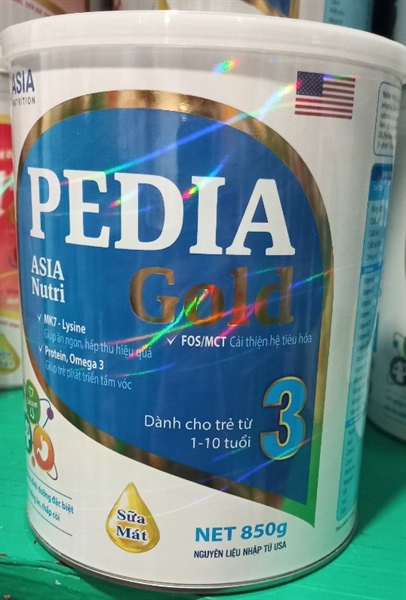 ASIA
NUTRITION
PEDIA
ASIA
Nutri
Gold
MK7 - Lysine
Giúp ăn ngon, hấp thu hiệu quả
Protein, Omega 3
Giúp trẻ phát triển tầm vóc
FOS/MCT Cải thiện hệ tiêu hóa
Dành cho trẻ từ
1-10 tuổi
3
Sữa
Mát
NET 850g
NGUYÊN LIỆU NHẬP TỪ USA